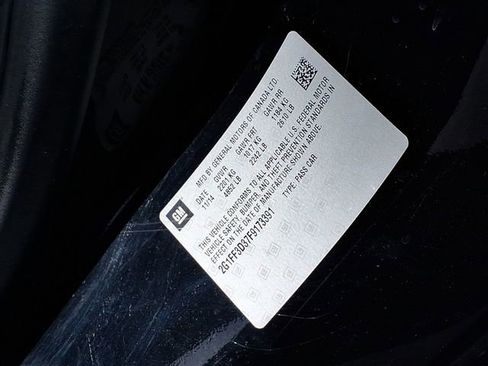 GM
MFD BY GENERAL MOTORS OF CANADA LTD.
DATE GVWR GAWR FRT GAWR RR
11/14 2201 KG 1017 KG 1184 KG
4852 LB 2242 LB 2610 LB
THIS VEHICLE CONFORMS TO ALL APPLICABLE U.S. FEDERAL MOTOR
VEHICLE SAFETY, BUMPER, AND THEFT PREVENTION STANDARDS IN
EFFECT ON THE DATE OF MANUFACTURE SHOWN ABOVE.
2G1FF3D37F9173391 TYPE: PASS CAR